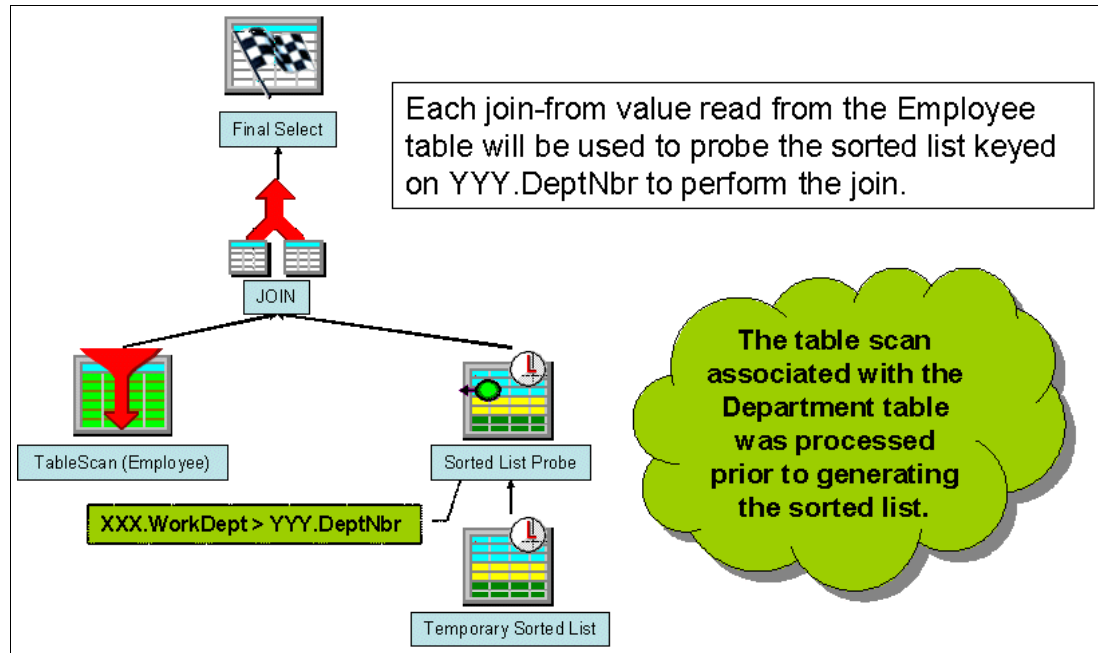 Final Select
Each join-from value read from the Employee
table will be used to probe the sorted list keyed
on YYY.DeptNbr to perform the join.
JOIN
TableScan (Employee)
Sorted List Probe
XXX.WorkDept > YYY.DeptNbr
Temporary Sorted List
The table scan
associated with the
Department table
was processed
prior to generating
the sorted list.